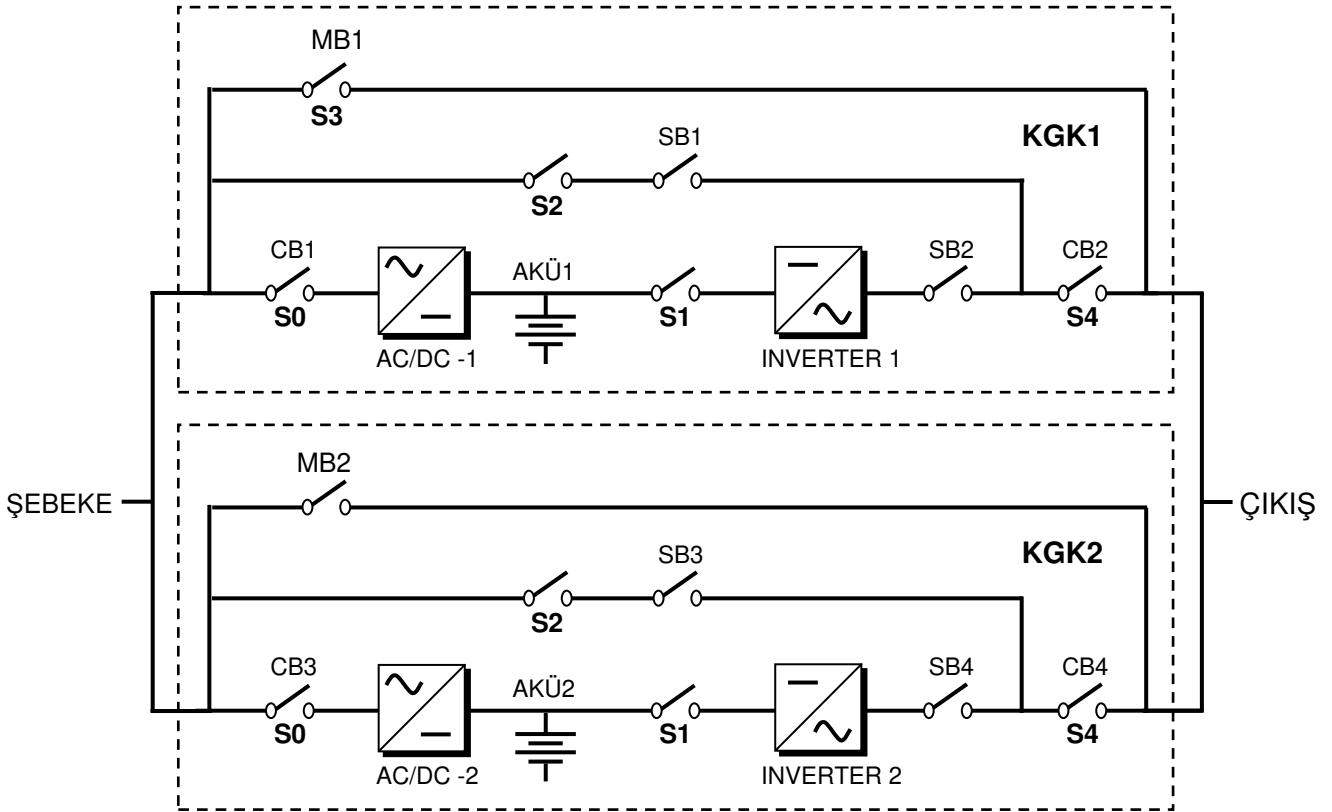 MB1
S3
KGK1
SB1
S2
CB1
AKÜ1
SB2
CB2
S0
S1
S4
AC/DC -1
INVERTER 1
MB2
ŞEBEKE
ÇIKIŞ
KGK2
SB3
S2
CB3
AKÜ2
SB4
CB4
S0
S1
S4
AC/DC -2
INVERTER 2